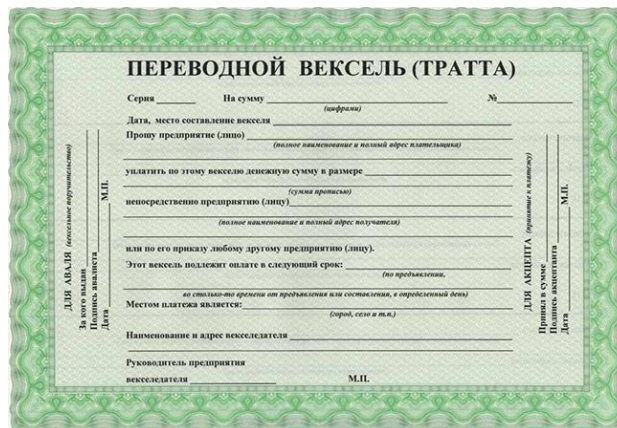 ПЕРЕВОДНОЙ ВЕКСЕЛЬ (ТРАТТА)
Серия На сумму №
(цифрами)
Дата, место составление векселя
Прошу предприятие (лицо)
(полное наименование и полный адрес плательщика)
уплатить по этому векселю денежную сумму в размере
(сумма прописью)
непосредственно предприятию (лицу)
(полное наименование и полный адрес получателя)
или по его приказу любому другому предприятию (лицу).
Этот вексель подлежит оплате в следующий срок:
(по предъявления,
во столько-то времени от предъявления или составления, в определенный день)
Местом платежа является:
(город, село и т.п.)
Наименование и адрес векселедателя
Руководитель предприятия
векселедателя М.П.
ДЛЯ АВАЛЯ (вексельное поручительство)
За кого выдан
Подпись авалиста
Дата М.П.
ДЛЯ АКЦЕПТА (принятие к платежу)
Принял в сумме
Подпись акцептанта
Дата М.П.